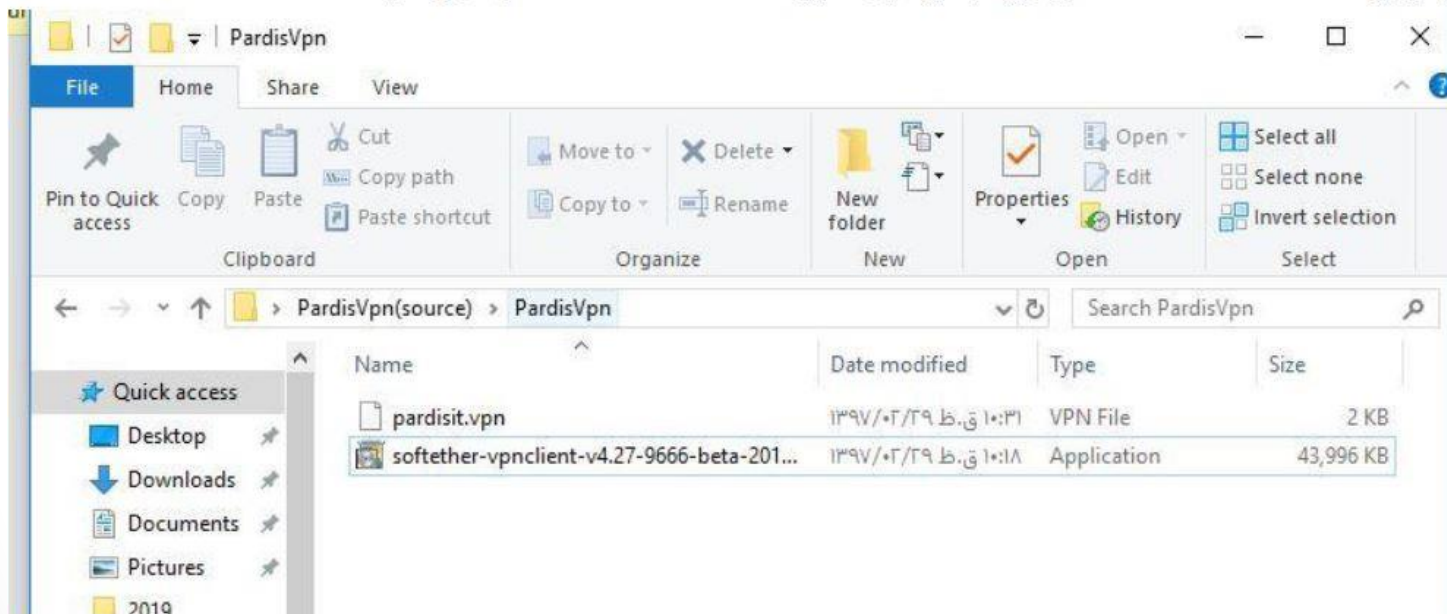 PardisVpn
File Home Share View
Pin to Quick access
Copy
Paste
Cut
Copy path
Paste shortcut
Clipboard
Move to
Copy to
Delete
Rename
Organize
New folder
New
Properties
Open
Edit
History
Open
Select all
Select none
Invert selection
Select
PardisVpn(source) > PardisVpn
Search PardisVpn
Name Date modified Type Size
Quick access
Desktop
Downloads
Documents
Pictures
2019
pardisit.vpn ۱۳۹۷/۰۲/۲۹ ق.ظ ۱۰:۳۱ VPN File 2 KB
softether-vpnclient-v4.27-9666-beta-201... ۱۳۹۷/۰۲/۲۹ ق.ظ ۱۰:۱۸ Application 43,996 KB